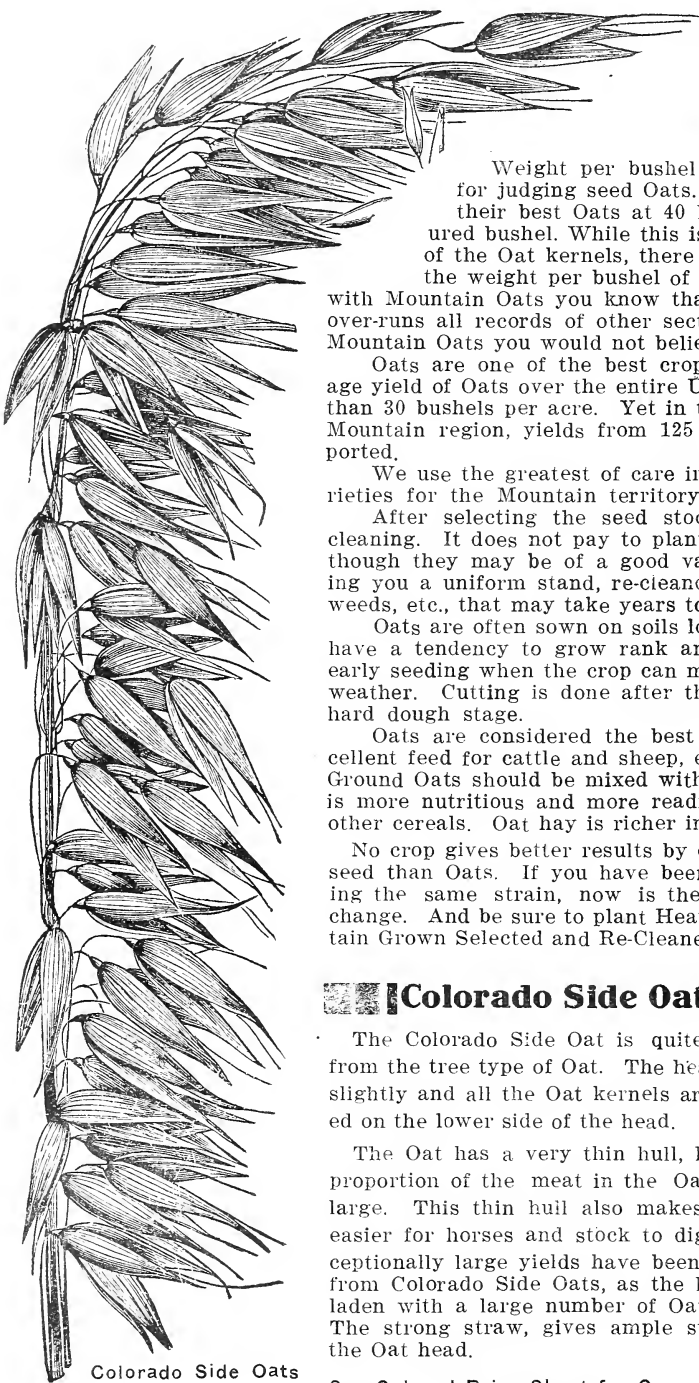 Weight per bushel
for judging seed Oats.
their best Oats at 40
ured bushel. While this is
of the Oat kernels, there
the weight per bushel of
with Mountain Oats you know tha
over-runs all records of other sect
Mountain Oats you would not belie
Oats are one of the best crop
age yield of Oats over the entire U
than 30 bushels per acre. Yet in
Mountain region, yields from 125
ported.
We use the greatest of care in
rieties for the Mountain territory
After selecting the seed stoc
cleaning. It does not pay to plan
though they may be of a good va
ing you a uniform stand, re-cleane
weeds, etc., that may take years to
Oats are often sown on soils lo
have a tendency to grow rank an
early seeding when the crop can m
weather. Cutting is done after th
hard dough stage.
Oats are considered the best
cellent feed for cattle and sheep, e
Ground Oats should be mixed with
is more nutritious and more read
other cereals. Oat hay is richer in
No crop gives better results by
seed than Oats. If you have been
ing the same strain, now is the
change. And be sure to plant Hea
tain Grown Selected and Re-Cleane
Colorado Side Oat
The Colorado Side Oat is quite
from the tree type of Oat. The hea
slightly and all the Oat kernels ar
ed on the lower side of the head.
The Oat has a very thin hull,
proportion of the meat in the Oa
large. This thin hull also makes
easier for horses and stock to dig
ceptionally large yields have been
from Colorado Side Oats, as the
laden with a large number of Oa
The strong straw, gives ample s
the Oat head.
Colorado Side Oats